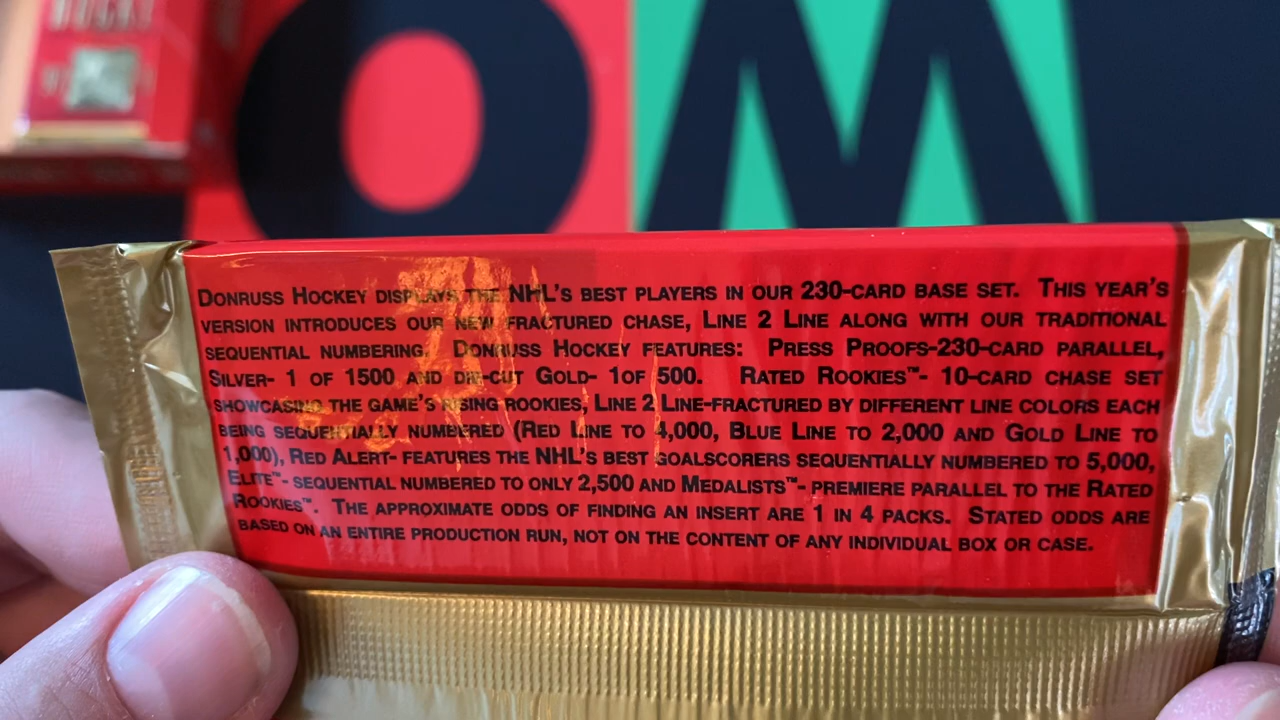 OM
DONRUSS HOCKEY DISPLAYS THE NHL'S BEST PLAYERS IN OUR 230-CARD BASE SET. THIS YEAR'S
VERSION INTRODUCES OUR NEW FRACTURED CHASE, LINE 2 LINE ALONG WITH OUR TRADITIONAL
SEQUENTIAL NUMBERING. DONRUSS HOCKEY FEATURES: PRESS PROOFS-230-CARD PARALLEL,
SILVER- 1 OF 1500 AND DIE-CUT GOLD- 1OF 500. RATED ROOKIES™- 10-CARD CHASE SET
SHOWCASING THE GAME'S RISING ROOKIES, LINE 2 LINE-FRACTURED BY DIFFERENT LINE COLORS EACH
BEING SEQUENTIALLY NUMBERED (RED LINE TO 4,000, BLUE LINE TO 2,000 AND GOLD LINE TO
1,000), RED ALERT- FEATURES THE NHL'S BEST GOALSCORERS SEQUENTIALLY NUMBERED TO 5,000,
ELITE™- SEQUENTIAL NUMBERED TO ONLY 2,500 AND MEDALISTS™- PREMIERE PARALLEL TO THE RATED
ROOKIES™. THE APPROXIMATE ODDS OF FINDING AN INSERT ARE 1 IN 4 PACKS. STATED ODDS ARE
BASED ON AN ENTIRE PRODUCTION RUN, NOT ON THE CONTENT OF ANY INDIVIDUAL BOX OR CASE.